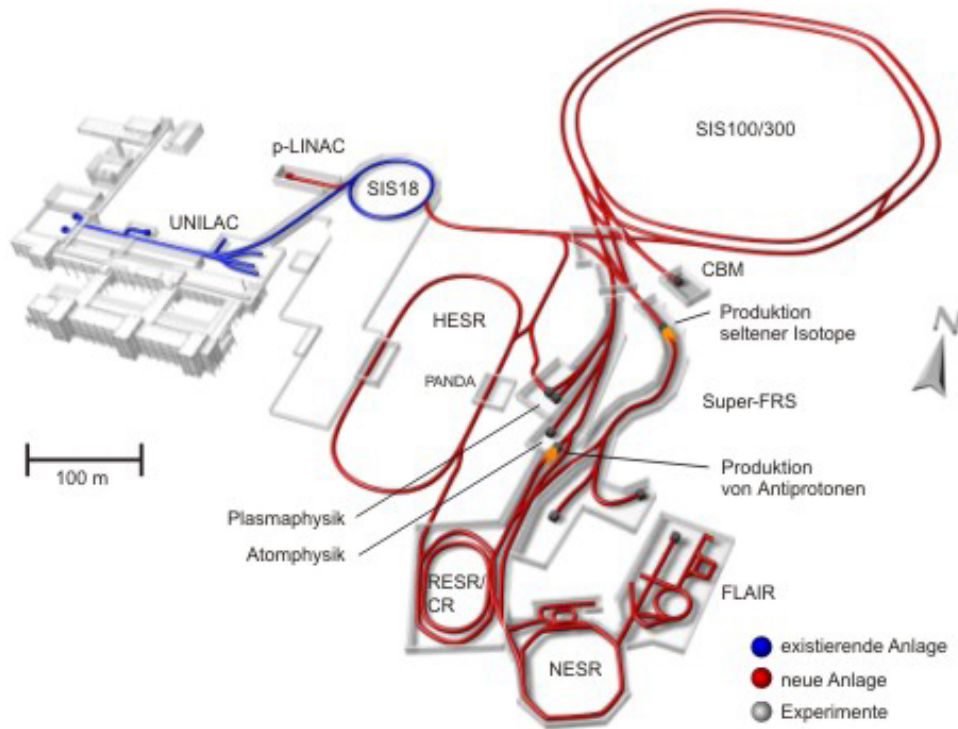 SIS100/300
p-LINAC
SIS18
UNILAC
CBM
Produktion
seltener Isotope
N
HESR
PANDA
Super-FRS
100 m
Produktion
von Antiprotonen
Plasmaphysik
Atomphysik
RESR/
CR
FLAIR
NESR
existierende Anlage
neue Anlage
Experimente